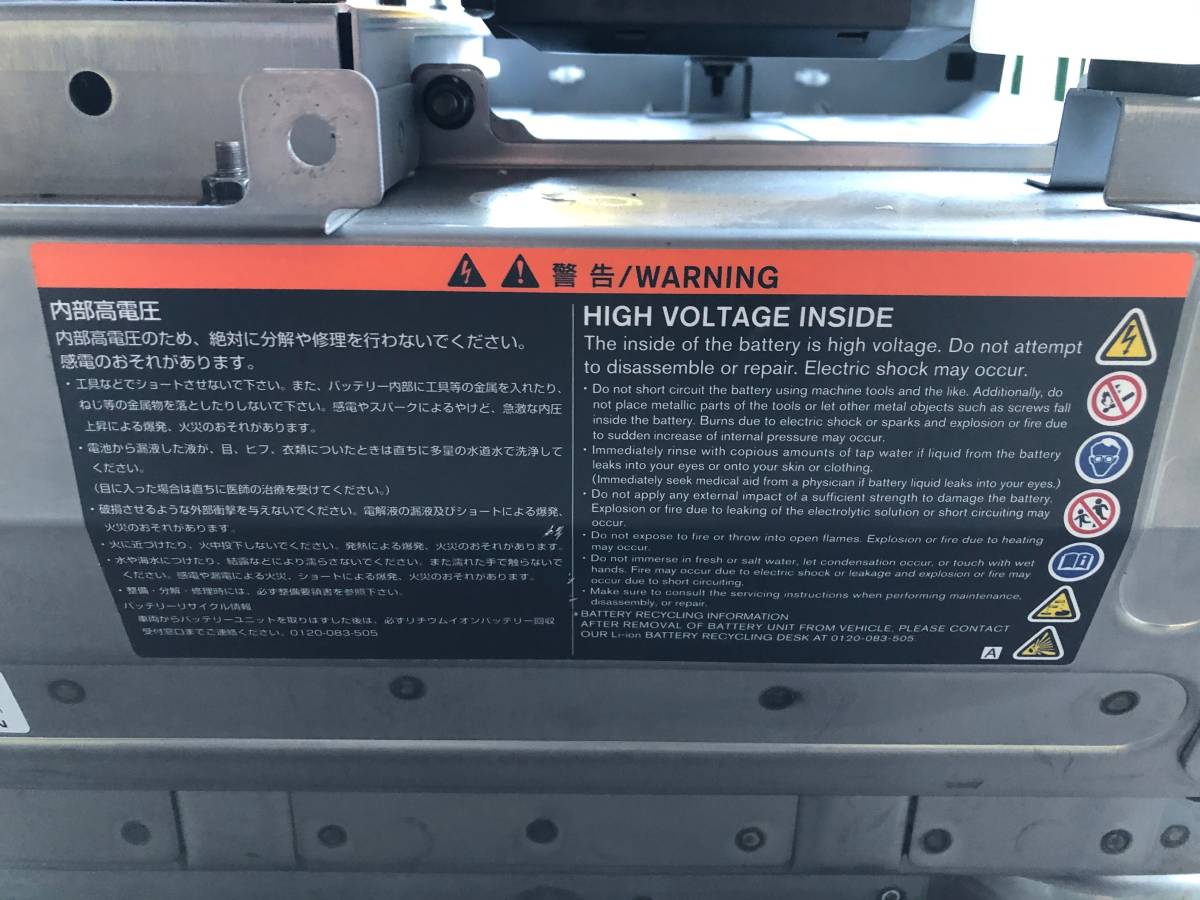 警告/WARNING
内部高電圧
内部高電圧のため、絶対に分解や修理を行わないでください。
感電のおそれがあります。
・工具などでショートさせないで下さい。また、バッテリー内部に工具等の金属を入れたり、
ねじ等の金属物を落としたりしないで下さい。感電やスパークによるやけど、急激な内圧
上昇による爆発、火災のおそれがあります。
・電池から漏液した液が、目、ヒフ、衣類についたときは直ちに多量の水道水で洗浄して
ください。
（目に入った場合は直ちに医師の治療を受けてください。）
・破損させるような外部衝撃を与えないでください。電解液の漏液及びショートによる爆発、
火災のおそれがあります。
・火に近づけたり、火中投下しないでください。発熱による爆発、火災のおそれがあります。
・水や海水につけたり、結露などにより濡らさないでください。また濡れた手で触らないで
ください。感電や漏電による火災、ショートによる爆発、火災のおそれがあります。
・整備・分解・修理時には、必ず整備要領書を参照下さい。
バッテリーリサイクル情報
車両からバッテリーユニットを取りはずした後は、必ずリチウムイオンバッテリー回収
受付窓口までご連絡ください。0120-083-505
HIGH VOLTAGE INSIDE
The inside of the battery is high voltage. Do not attempt
to disassemble or repair. Electric shock may occur.
・Do not short circuit the battery using machine tools and the like. Additionally, do
not place metallic parts of the tools or let other metal objects such as screws fall
inside the battery. Burns due to electric shock or sparks and explosion or fire due
to sudden increase of internal pressure may occur.
・Immediately rinse with copious amounts of tap water if liquid from the battery
leaks into your eyes or onto your skin or clothing.
(Immediately seek medical aid from a physician if battery liquid leaks into your eyes.)
・Do not apply any external impact of a sufficient strength to damage the battery.
Explosion or fire due to leaking of the electrolytic solution or short circuiting may
occur.
・Do not expose to fire or throw into open flames. Explosion or fire due to heating
may occur.
・Do not immerse in fresh or salt water, let condensation occur, or touch with wet
hands. Fire may occur due to electric shock or leakage and explosion or fire may
occur due to short circuiting.
・Make sure to consult the servicing instructions when performing maintenance,
disassembly, or repair.
・BATTERY RECYCLING INFORMATION
AFTER REMOVAL OF BATTERY UNIT FROM VEHICLE, PLEASE CONTACT
OUR Li-ion BATTERY RECYCLING DESK AT 0120-083-505
A